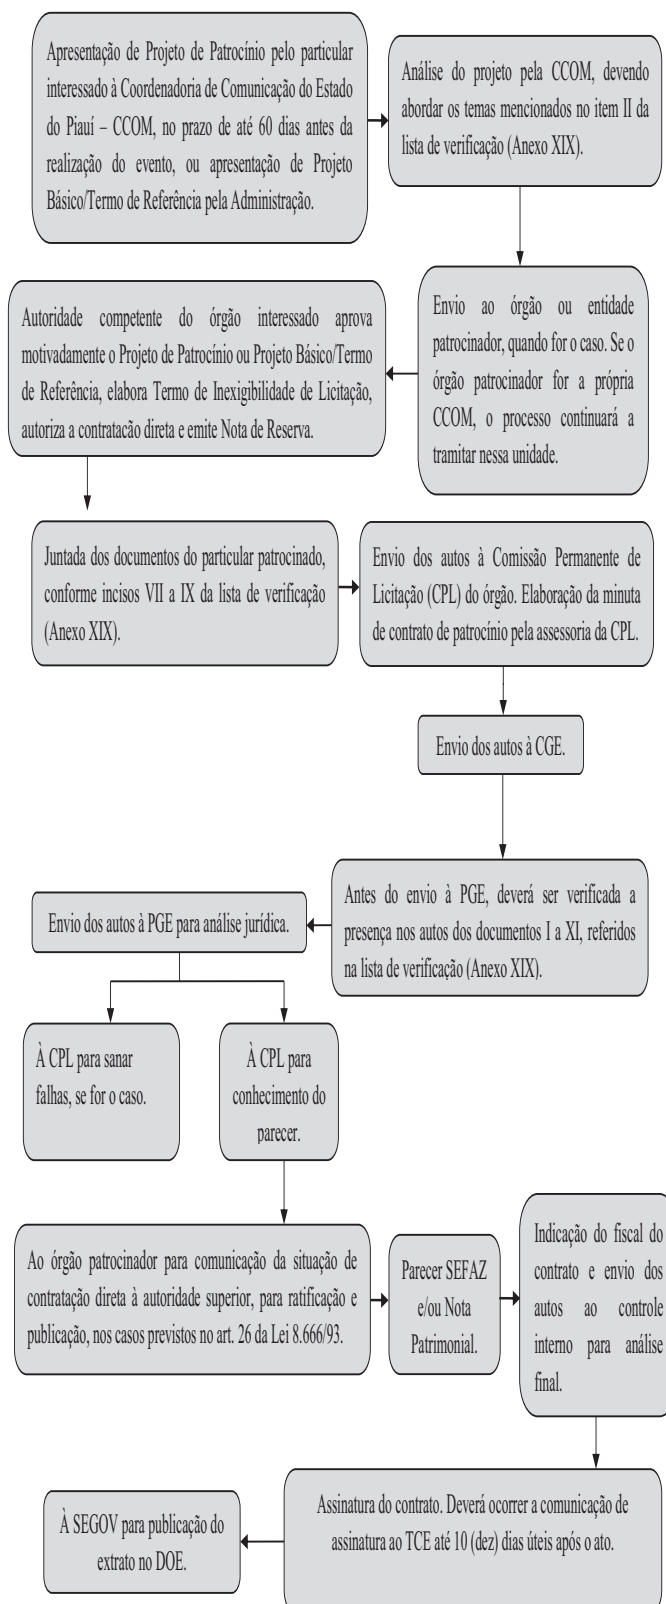 Apresentação de Projeto de Patrocínio pelo particular
interessado à Coordenadoria de Comunicação do Estado
do Piauí – CCOM, no prazo de até 60 dias antes da
realização do evento, ou apresentação de Projeto
Básico/Termo de Referência pela Administração.
Análise do projeto pela CCOM, devendo
abordar os temas mencionados no item II da
lista de verificação (Anexo XIX).
Envio ao órgão ou entidade
patrocinador, quando for o caso. Se o
órgão patrocinador for a própria
CCOM, o processo continuará a
tramitar nessa unidade.
Autoridade competente do órgão interessado aprova
motivadamente o Projeto de Patrocínio ou Projeto Básico/Termo
de Referência, elabora Termo de Inexigibilidade de Licitação,
autoriza a contratacão direta e emite Nota de Reserva.
Juntada dos documentos do particular patrocinado,
conforme incisos VII a IX da lista de verificação
(Anexo XIX).
Envio dos autos à Comissão Permanente de
Licitação (CPL) do órgão. Elaboração da minuta
de contrato de patrocínio pela assessoria da CPL.
Envio dos autos à CGE.
Antes do envio à PGE, deverá ser verificada a
presença nos autos dos documentos I a XI, referidos
na lista de verificação (Anexo XIX).
Envio dos autos à PGE para análise jurídica.
À CPL para sanar
falhas, se for o caso.
À CPL para
conhecimento do
parecer.
Ao órgão patrocinador para comunicação da situação de
contratação direta à autoridade superior, para ratificação e
publicação, nos casos previstos no art. 26 da Lei 8.666/93.
Parecer SEFAZ
e/ou Nota
Patrimonial.
Indicação do fiscal do
contrato e envio dos
autos ao controle
interno para análise
final.
Assinatura do contrato. Deverá ocorrer a comunicação de
assinatura ao TCE até 10 (dez) dias úteis após o ato.
À SEGOV para publicação do
extrato no DOE.